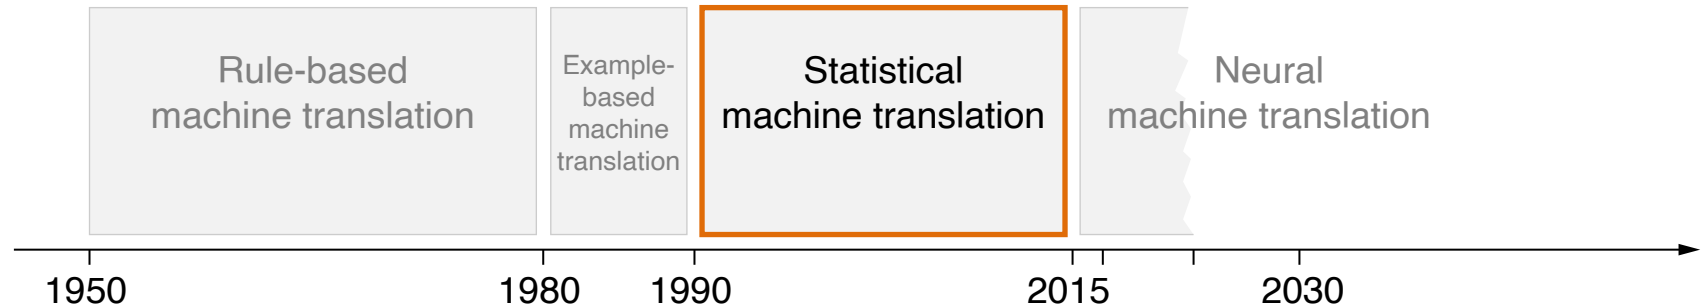 Rule-based
machine translation
Example-
based
machine
translation
Statistical
machine translation
Neural
machine translation
1950
1980
1990
2015
2030